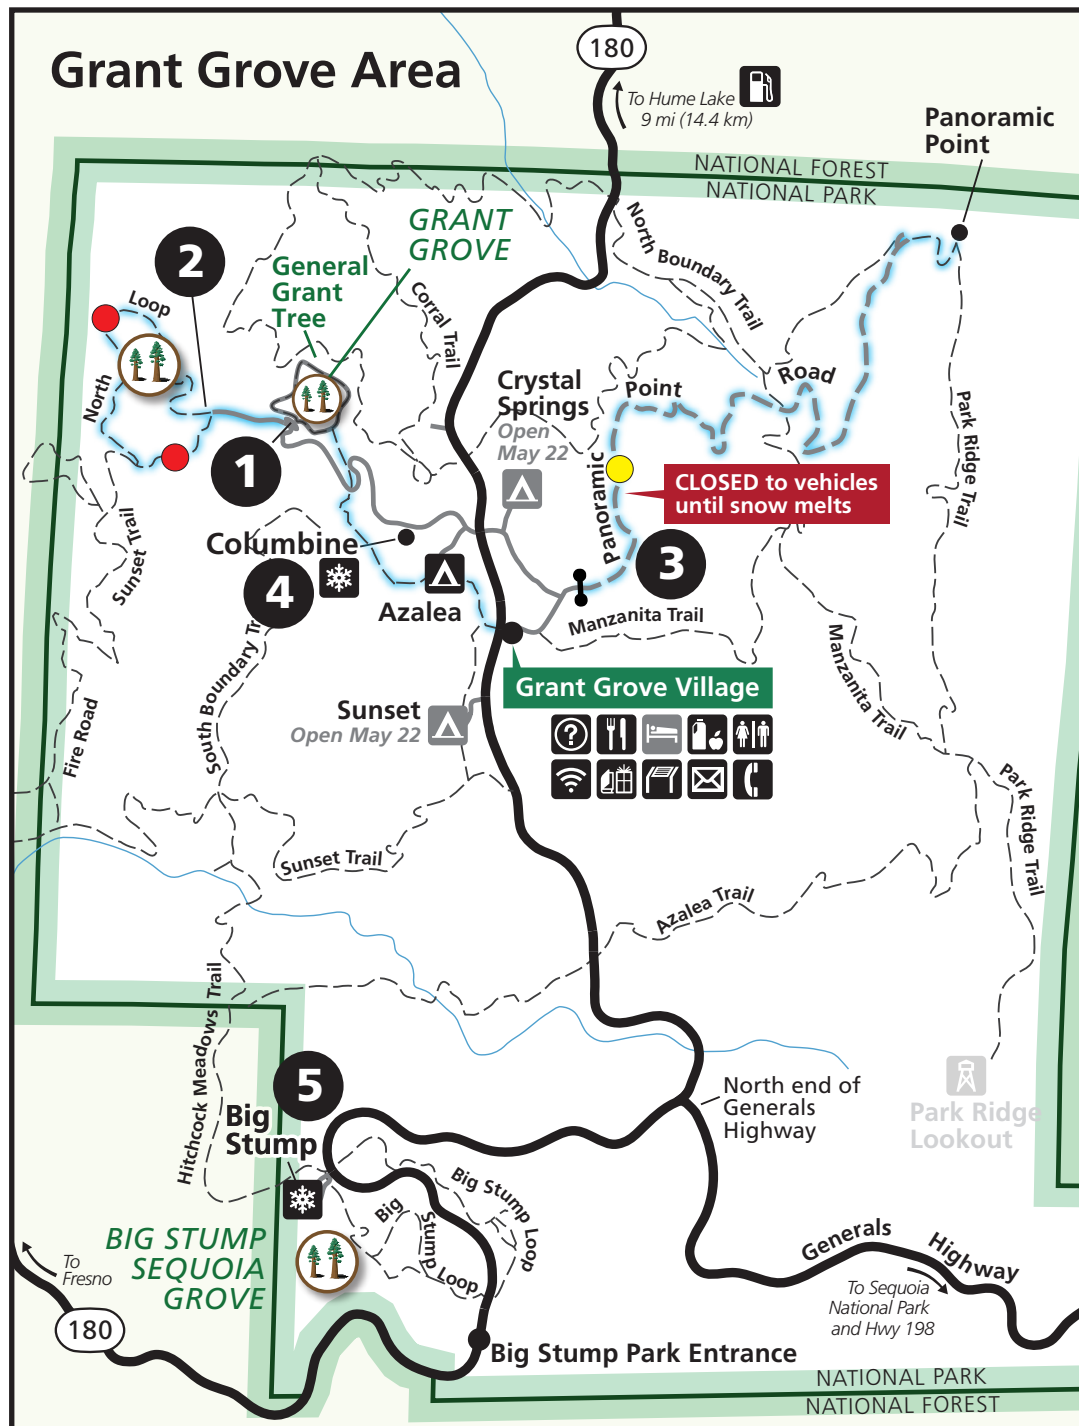 Grant Grove Area
180
To Hume Lake
9 mi (14.4 km)
Panoramic
Point
NATIONAL FOREST
NATIONAL PARK
GRANT
GROVE
North Boundary Trail
2
General
Grant
Tree
Loop
North
Corral Trail
Crystal
Springs
Open
May 22
Point
Road
Panoramic
Park Ridge Trail
1
CLOSED to vehicles
until snow melts
Sunset Trail
Columbine
3
4
Azalea
Manzanita Trail
South Boundary Tr
Grant Grove Village
Manzanita Trail
Sunset
Open May 22
Fire Road
?
Park Ridge Trail
Sunset Trail
Azalea Trail
Hitchcock Meadows Trail
5
Big
Stump
North end of
Generals
Highway
Park Ridge
Lookout
Big Stump Loop
Big
Stump Loop
BIG STUMP
SEQUOIA
GROVE
Generals
Highway
To
Fresno
To Sequoia
National Park
and Hwy 198
180
Big Stump Park Entrance
NATIONAL PARK
NATIONAL FOREST